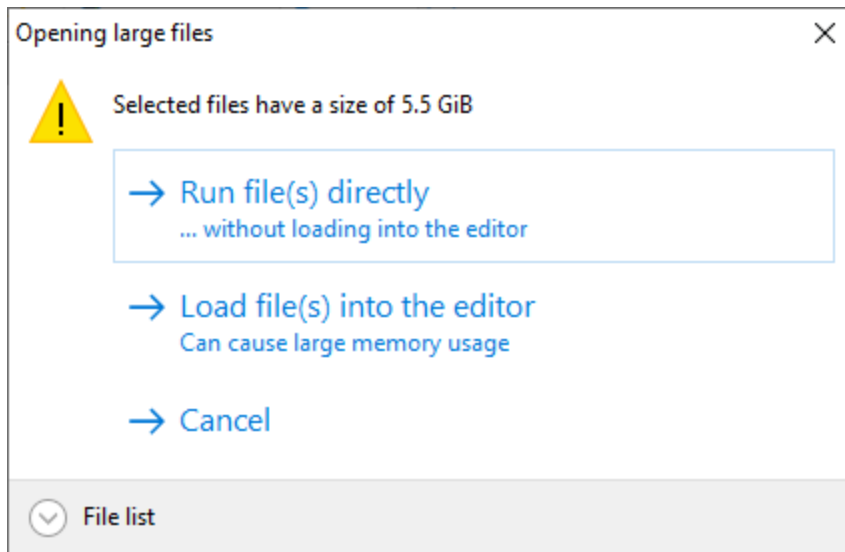 Opening large files
Selected files have a size of 5.5 GiB
Run file(s) directly
... without loading into the editor
Load file(s) into the editor
Can cause large memory usage
Cancel
File list